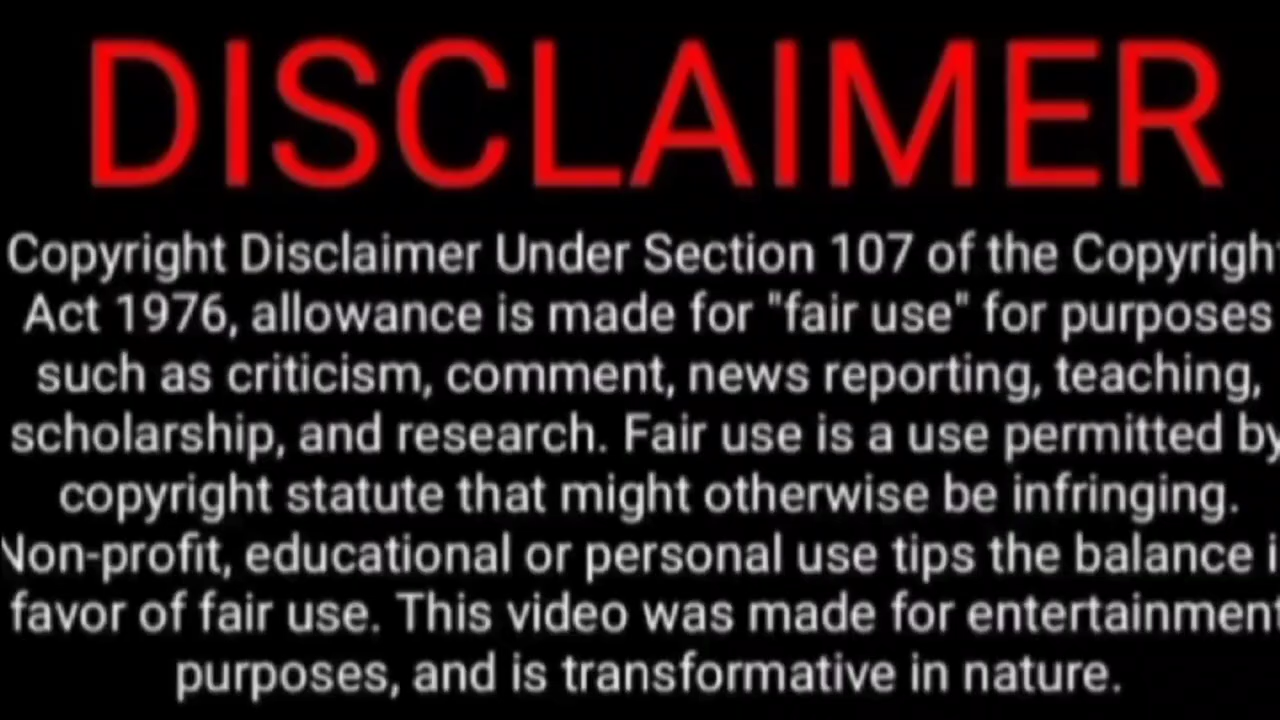 DISCLAIMER
Copyright Disclaimer Under Section 107 of the Copyright
Act 1976, allowance is made for "fair use" for purposes
such as criticism, comment, news reporting, teaching,
scholarship, and research. Fair use is a use permitted by
copyright statute that might otherwise be infringing.
Non-profit, educational or personal use tips the balance i
favor of fair use. This video was made for entertainment
purposes, and is transformative in nature.